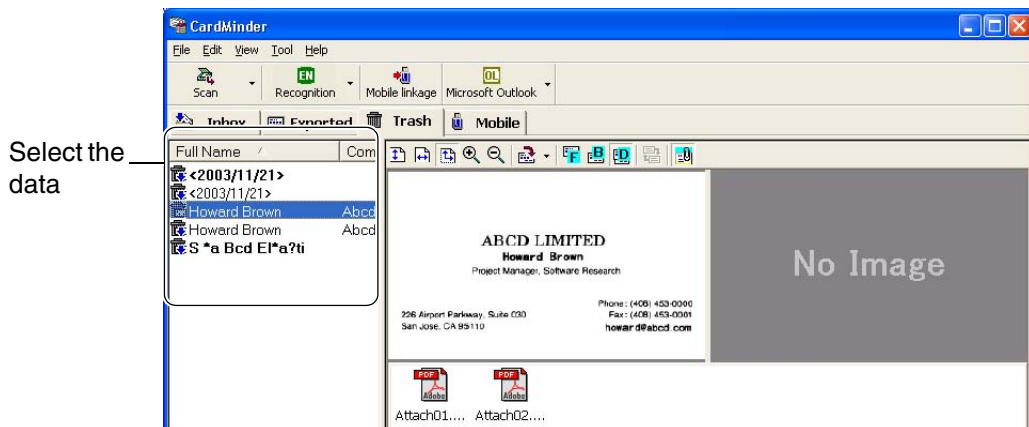 CardMinder
File Edit View Tool Help
EN OL
Scan Recognition Mobile linkage Microsoft Outlook
Inbox Exported Trash Mobile
Select the
data
Full Name Com
<2003/11/21>
<2003/11/21>
Howard Brown Abcd
Howard Brown Abcd
S *a Bcd El*a?ti
F B D
ABCD LIMITED
Howard Brown
Project Manager, Software Research
226 Airport Parkway, Suite 030
San Jose, CA 95110
Phone: (408) 453-0000
Fax: (408) 453-0001
howard@abcd.com
No Image
PDF PDF
Adobe Adobe
Attach01.... Attach02....